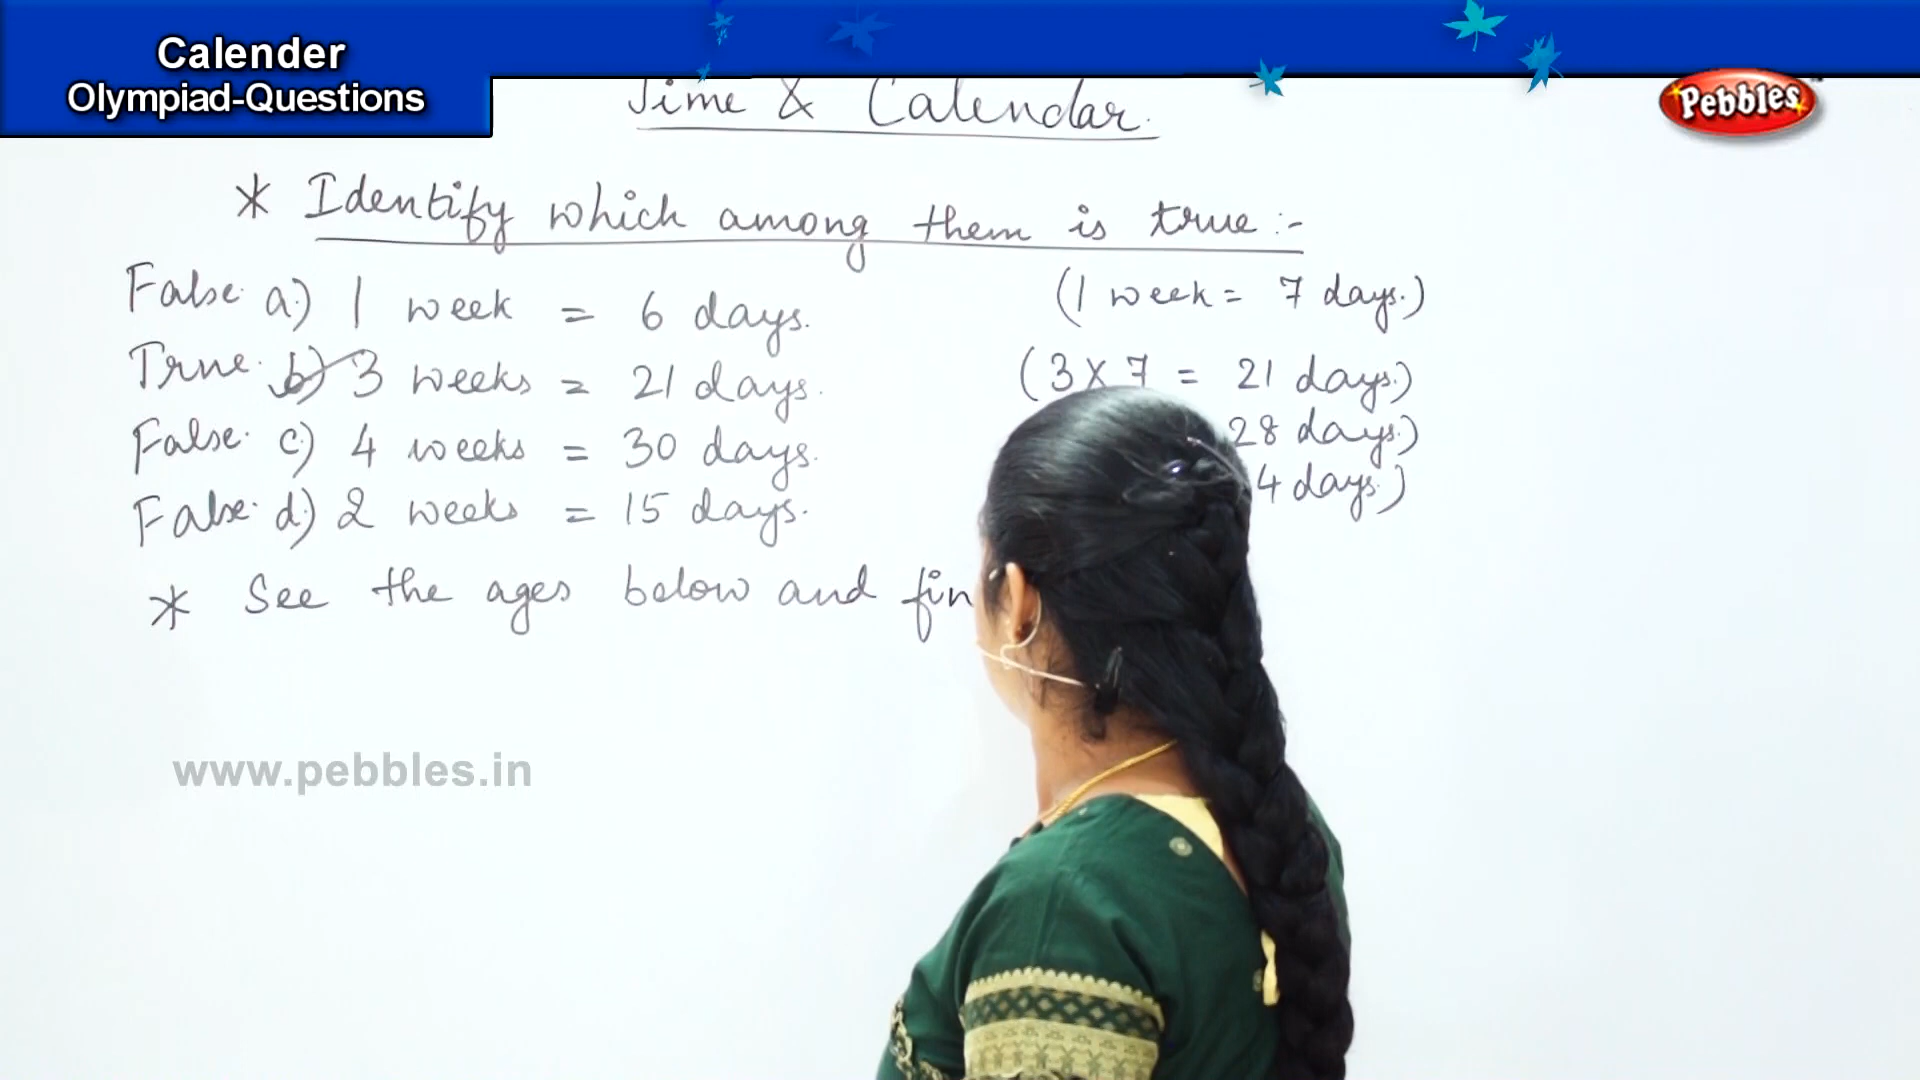 Calender
Olympiad-Questions
Time & Calendar.
Pebbles
* Identify which among them is true :-
False. a.) 1 week = 6 days. (1 week = 7 days.)
True. b) 3 weeks = 21 days. (3 X 7 = 21 days.)
False. c) 4 weeks = 30 days. 28 days.)
False. d.) 2 weeks = 15 days. 4 days.)
* See the ages below and fin
www.pebbles.in